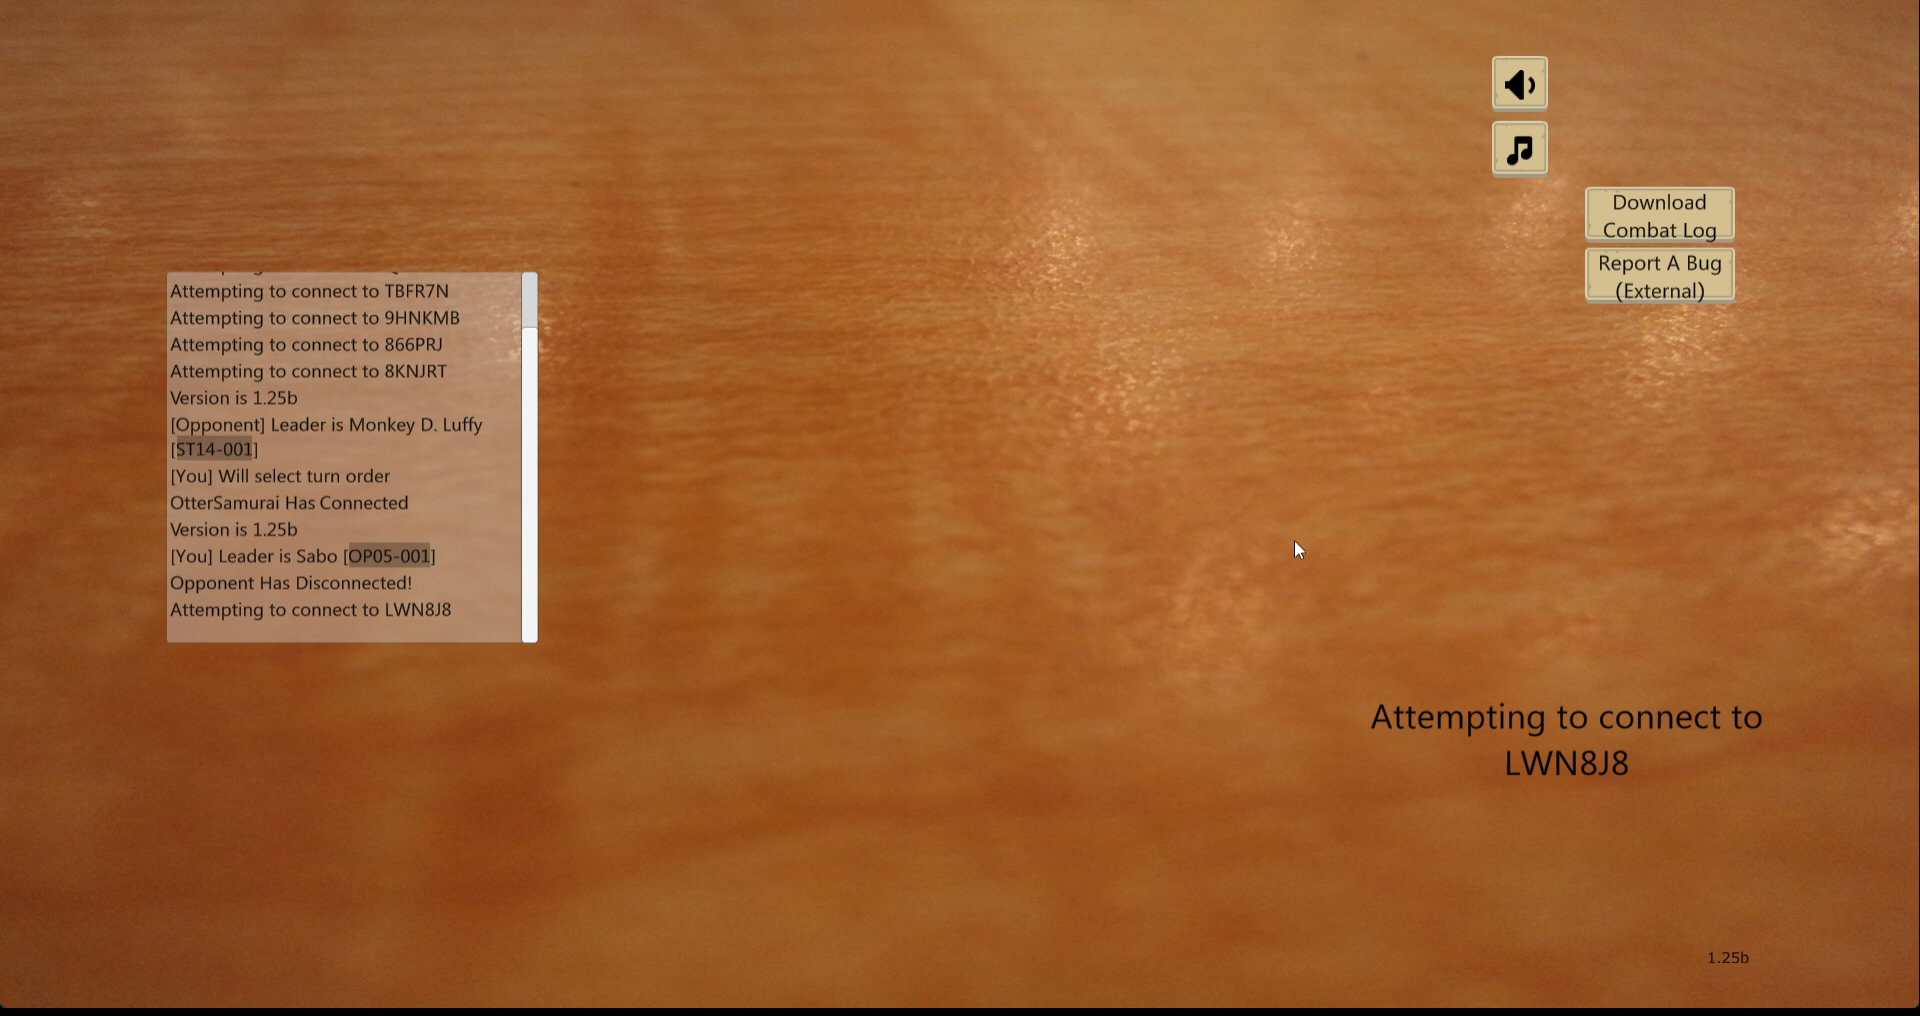 Download
Combat Log
Report A Bug
(External)
Attempting to connect to TBFR7N
Attempting to connect to 9HNKMB
Attempting to connect to 866PRJ
Attempting to connect to 8KNJRT
Version is 1.25b
[Opponent] Leader is Monkey D. Luffy
[ST14-001]
[You] Will select turn order
OtterSamurai Has Connected
Version is 1.25b
[You] Leader is Sabo [OP05-001]
Opponent Has Disconnected!
Attempting to connect to LWN8J8
Attempting to connect to
LWN8J8
1.25b